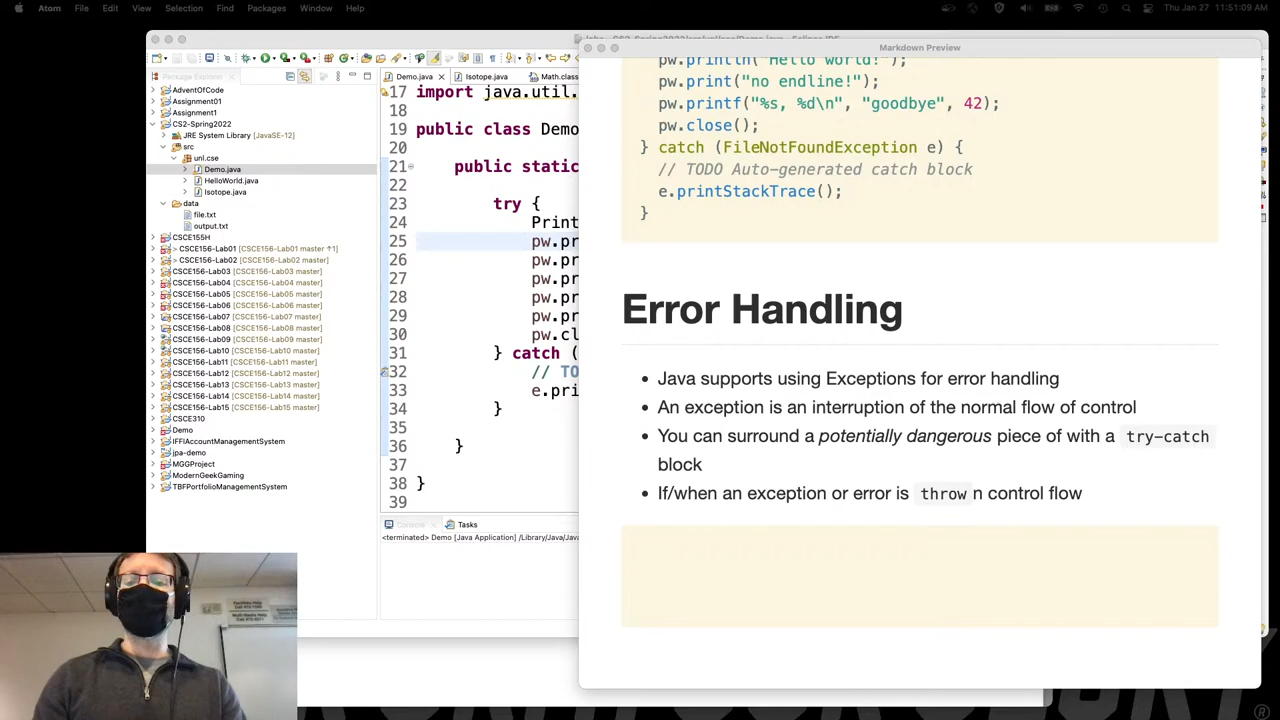 Atom File Edit View Selection Find Packages Window Help
Thu Jan 27 11:51:09 AM
Markdown Preview
Package Explorer
AdventOfCode
Assignment01
Assignment1
CS2-Spring2022
JRE System Library [JavaSE-12]
src
unl.cse
Demo.java
HelloWorld.java
Isotope.java
data
file.txt
output.txt
CSCE155H
> CSCE156-Lab01 [CSCE156-Lab01 master ↑1]
> CSCE156-Lab02 [CSCE156-Lab02 master]
CSCE156-Lab03 [CSCE156-Lab03 master]
CSCE156-Lab04 [CSCE156-Lab04 master]
CSCE156-Lab05 [CSCE156-Lab05 master]
CSCE156-Lab06 [CSCE156-Lab06 master]
CSCE156-Lab07 [CSCE156-Lab07 master]
CSCE156-Lab08 [CSCE156-Lab08 master]
CSCE156-Lab09 [CSCE156-Lab09 master]
CSCE156-Lab10 [CSCE156-Lab10 master]
CSCE156-Lab11 [CSCE156-Lab11 master]
CSCE156-Lab12 [CSCE156-Lab12 master]
CSCE156-Lab13 [CSCE156-Lab13 master]
CSCE156-Lab14 [CSCE156-Lab14 master]
CSCE156-Lab15 [CSCE156-Lab15 master]
CSCE310
Demo
IFFIAccountManagementSystem
jpa-demo
MGGProject
ModernGeekGaming
TBFPortfolioManagementSystem
Demo.java Isotope.java Math.class
17 import java.util.
18
19 public class Demo
20
21 public static
22
23 try {
24 Print
25 pw.pr
26 pw.pr
27 pw.pr
28 pw.pr
29 pw.pr
30 pw.cl
31 } catch (
32 // TO
33 e.pri
34 }
35
36 }
37
38 }
39
Console Tasks
<terminated> Demo [Java Application] /Library/Java/Java
pw.println("Hello world!");
pw.print("no endline!");
pw.printf("%s, %d\n", "goodbye", 42);
pw.close();
} catch (FileNotFoundException e) {
// TODO Auto-generated catch block
e.printStackTrace();
}
Error Handling
• Java supports using Exceptions for error handling
• An exception is an interruption of the normal flow of control
• You can surround a potentially dangerous piece of with a try-catch
block
• If/when an exception or error is throw n control flow